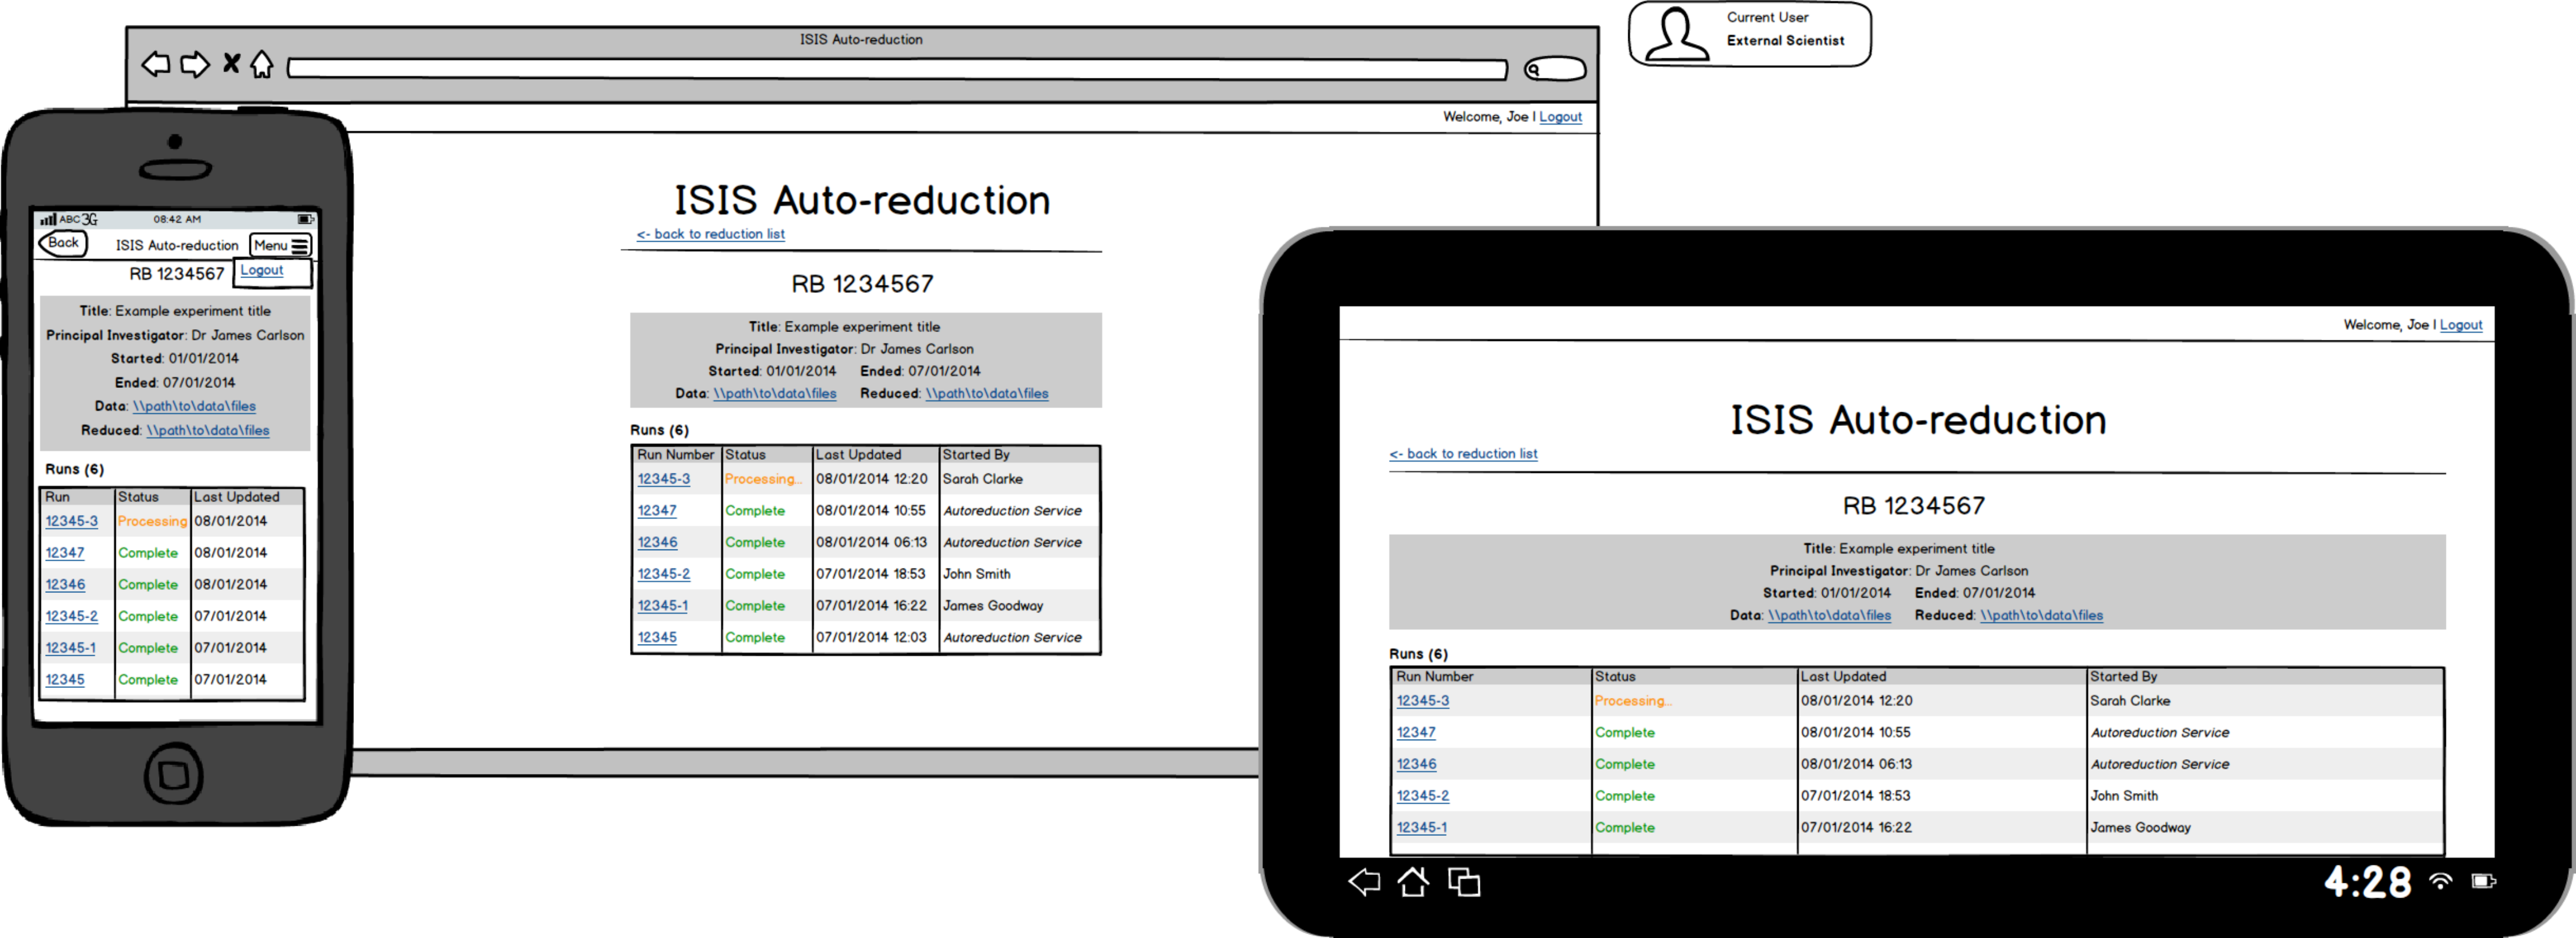 Current User
External Scientist
ISIS Auto-reduction
Welcome, Joe | Logout
ISIS Auto-reduction
<- back to reduction list
RB 1234567
Title: Example experiment title
Principal Investigator: Dr James Carlson
Started: 01/01/2014 Ended: 07/01/2014
Data: \\path\to\data\files Reduced: \\path\to\data\files
Runs (6)
Run Number Status Last Updated Started By
12345-3 Processing... 08/01/2014 12:20 Sarah Clarke
12347 Complete 08/01/2014 10:55 Autoreduction Service
12346 Complete 08/01/2014 06:13 Autoreduction Service
12345-2 Complete 07/01/2014 18:53 John Smith
12345-1 Complete 07/01/2014 16:22 James Goodway
12345 Complete 07/01/2014 12:03 Autoreduction Service
ABC 3G 08:42 AM
Back ISIS Auto-reduction Menu
RB 1234567 Logout
Title: Example experiment title
Principal Investigator: Dr James Carlson
Started: 01/01/2014
Ended: 07/01/2014
Data: \\path\to\data\files
Reduced: \\path\to\data\files
Runs (6)
Run Status Last Updated
12345-3 Processing 08/01/2014
12347 Complete 08/01/2014
12346 Complete 08/01/2014
12345-2 Complete 07/01/2014
12345-1 Complete 07/01/2014
12345 Complete 07/01/2014
Welcome, Joe | Logout
ISIS Auto-reduction
<- back to reduction list
RB 1234567
Title: Example experiment title
Principal Investigator: Dr James Carlson
Started: 01/01/2014 Ended: 07/01/2014
Data: \\path\to\data\files Reduced: \\path\to\data\files
Runs (6)
Run Number Status Last Updated Started By
12345-3 Processing... 08/01/2014 12:20 Sarah Clarke
12347 Complete 08/01/2014 10:55 Autoreduction Service
12346 Complete 08/01/2014 06:13 Autoreduction Service
12345-2 Complete 07/01/2014 18:53 John Smith
12345-1 Complete 07/01/2014 16:22 James Goodway
4:28